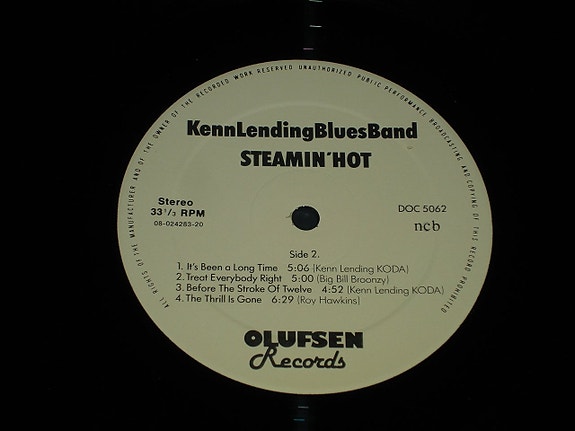 ALL RIGHTS OF THE MANUFACTURER AND OF THE OWNER OF THE RECORDED WORK RESERVED UNAUTHORIZED PUBLIC PERFORMANCE BROADCASTING AND COPYING OF THIS RECORD PROHIBITED
KennLendingBluesBand
STEAMIN'HOT
Stereo
33 1/3 RPM
08-024283-20
DOC 5062
ncb
Side 2.
1. It's Been a Long Time 5:06 (Kenn Lending KODA)
2. Treat Everybody Right 5:00 (Big Bill Broonzy)
3. Before The Stroke Of Twelve 4:52 (Kenn Lending KODA)
4. The Thrill Is Gone 6:29 (Roy Hawkins)
OLUFSEN
Records